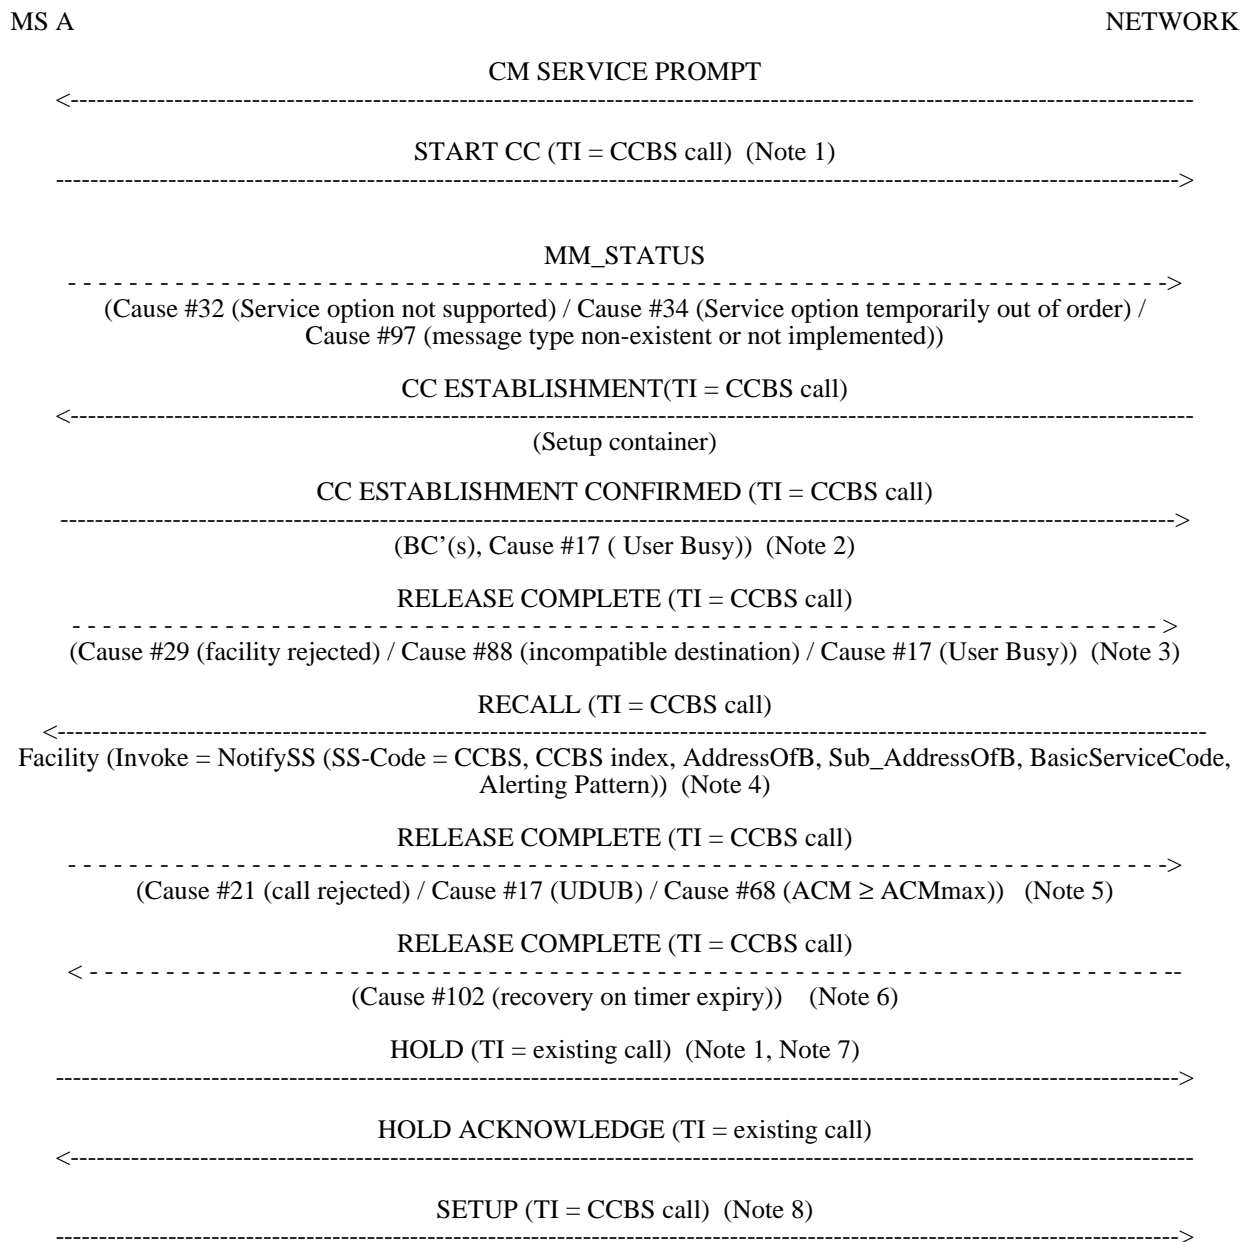 MS A NETWORK
CM SERVICE PROMPT
<------------------------------------------------------------------------------------------------------------------------------------
START CC (TI = CCBS call) (Note 1)
------------------------------------------------------------------------------------------------------------------------------------>
MM_STATUS
- - - - - - - - - - - - - - - - - - - - - - - - - - - - - - - - - - - - - - - - - - - - - - - - - - - - - - - - - - - - - - - - - - - - - - - ->
(Cause #32 (Service option not supported) / Cause #34 (Service option temporarily out of order) /
Cause #97 (message type non-existent or not implemented))
CC ESTABLISHMENT(TI = CCBS call)
<------------------------------------------------------------------------------------------------------------------------------------
(Setup container)
CC ESTABLISHMENT CONFIRMED (TI = CCBS call)
------------------------------------------------------------------------------------------------------------------------------------>
(BC’(s), Cause #17 ( User Busy)) (Note 2)
RELEASE COMPLETE (TI = CCBS call)
- - - - - - - - - - - - - - - - - - - - - - - - - - - - - - - - - - - - - - - - - - - - - - - - - - - - - - - - - - - - - - - - - - - - - - - >
(Cause #29 (facility rejected) / Cause #88 (incompatible destination) / Cause #17 (User Busy)) (Note 3)
RECALL (TI = CCBS call)
<---------------------------------------------------------------------------------------------------------------------------------------
Facility (Invoke = NotifySS (SS-Code = CCBS, CCBS index, AddressOfB, Sub_AddressOfB, BasicServiceCode,
Alerting Pattern)) (Note 4)
RELEASE COMPLETE (TI = CCBS call)
- - - - - - - - - - - - - - - - - - - - - - - - - - - - - - - - - - - - - - - - - - - - - - - - - - - - - - - - - - - - - - - - - - - - - - - ->
(Cause #21 (call rejected) / Cause #17 (UDUB) / Cause #68 (ACM ≥ ACMmax)) (Note 5)
RELEASE COMPLETE (TI = CCBS call)
< - - - - - - - - - - - - - - - - - - - - - - - - - - - - - - - - - - - - - - - - - - - - - - - - - - - - - - - - - - - - - - - - - - - - - - --
(Cause #102 (recovery on timer expiry)) (Note 6)
HOLD (TI = existing call) (Note 1, Note 7)
------------------------------------------------------------------------------------------------------------------------------------>
HOLD ACKNOWLEDGE (TI = existing call)
<------------------------------------------------------------------------------------------------------------------------------------
SETUP (TI = CCBS call) (Note 8)
------------------------------------------------------------------------------------------------------------------------------------>